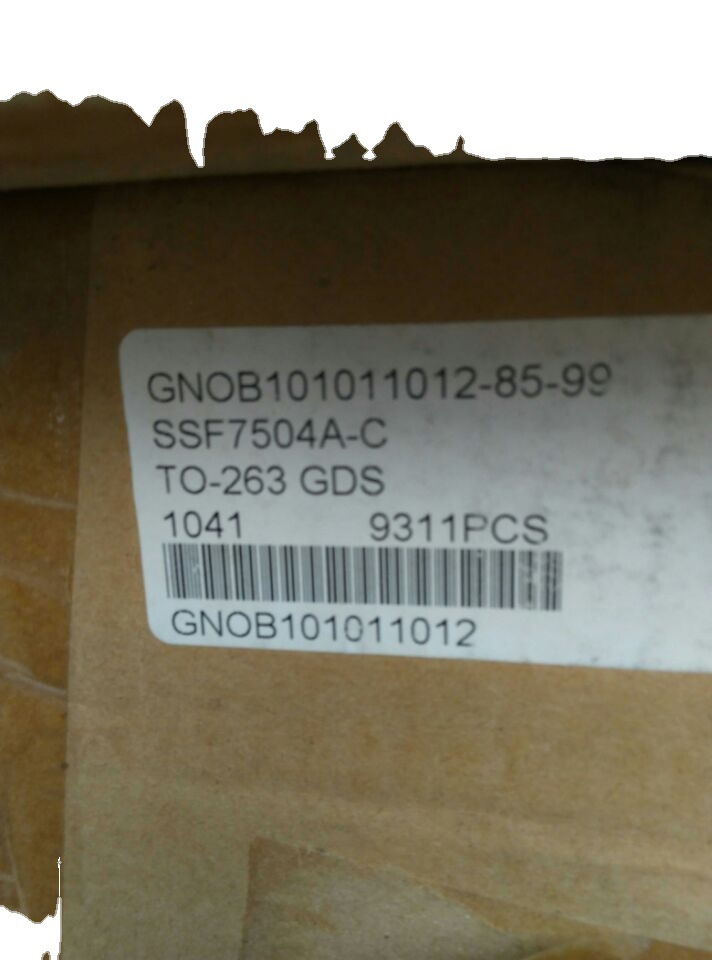 GNOB101011012-85-99
SSF7504A-C
TO-263 GDS
1041 9311PCS
GNOB101011012